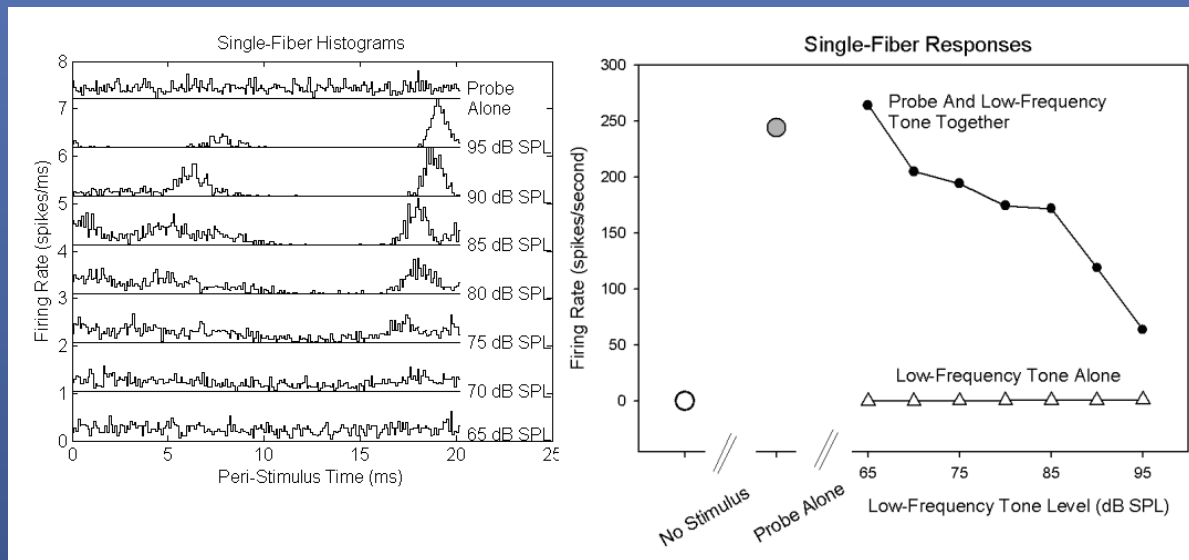 Single-Fiber Histograms
8
7
6
5
4
3
2
1
0
Firing Rate (spikes/ms)
Probe
Alone
95 dB SPL
90 dB SPL
85 dB SPL
80 dB SPL
75 dB SPL
70 dB SPL
65 dB SPL
0
5
10
15
20
25
Peri-Stimulus Time (ms)
Single-Fiber Responses
300
250
200
150
100
50
0
Firing Rate (spikes/second)
Probe And Low-Frequency
Tone Together
Low-Frequency Tone Alone
No Stimulus
Probe Alone
65
75
85
95
Low-Frequency Tone Level (dB SPL)